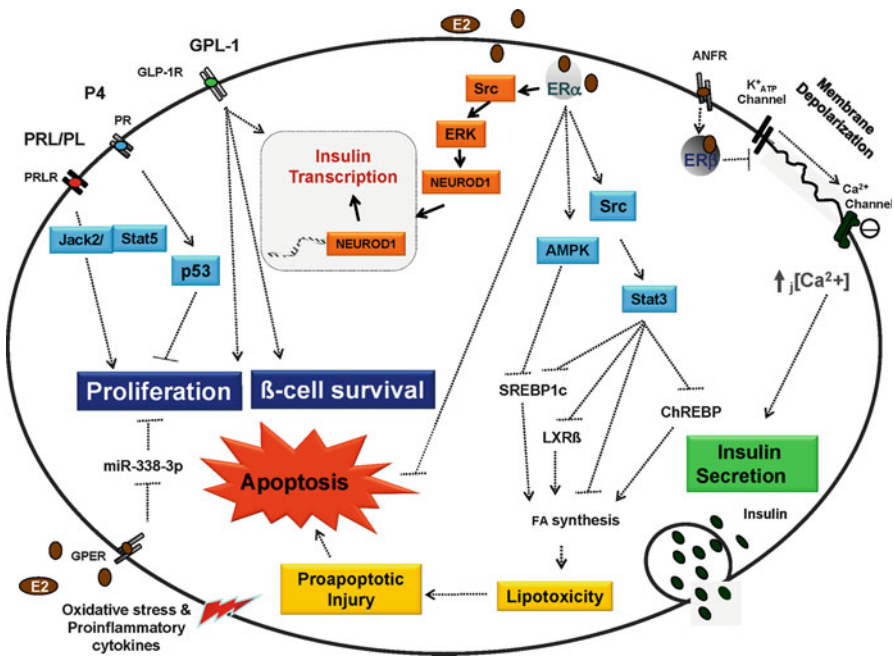 E2
GPL-1
GLP-1R
P4
PR
PRL/PL
PRLR
Src
ERα
ERK
NEUROD1
Insulin
Transcription
NEUROD1
ANFR
K⁺ATP
Channel
Membrane
Depolarization
ERβ
Ca²⁺
Channel
Jack2/
Stat5
p53
Src
AMPK
Stat3
j[Ca²+]
Proliferation
ß-cell survival
SREBP1c
ChREBP
LXRß
Insulin
Secretion
miR-338-3p
Apoptosis
FA synthesis
Insulin
GPER
E2
Proapoptotic
Injury
Lipotoxicity
Oxidative stress &
Proinflammatory
cytokines